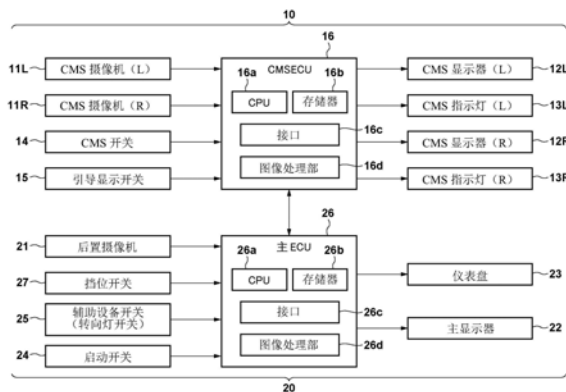 10
16
11L
CMS 摄像机（L）
CMSECU
CMS 显示器（L）
12L
16a
16b
11R
CMS 摄像机（R）
CPU
存储器
CMS 指示灯（L）
13L
14
CMS 开关
接口
16c
CMS 显示器（R）
12R
15
引导显示开关
图像处理部
16d
CMS 指示灯（R）
13R
26
21
后置摄像机
主 ECU
26a
26b
27
挡位开关
CPU
存储器
仪表盘
23
25
辅助设备开关
（转向灯开关）
接口
26c
主显示器
22
24
启动开关
图像处理部
26d
20